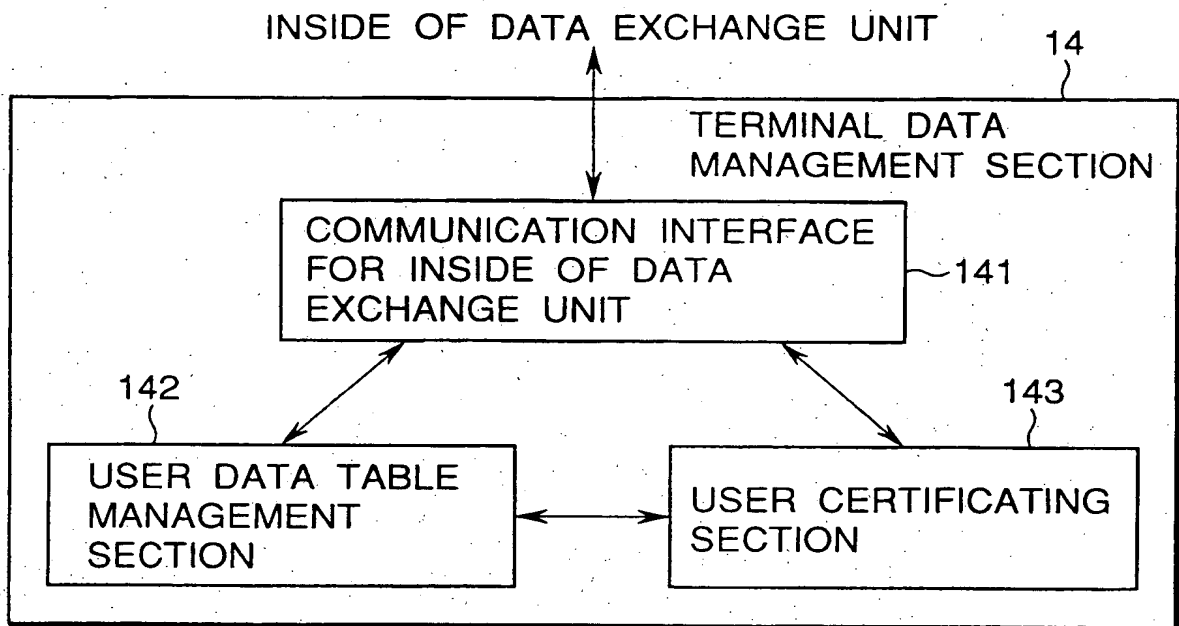 INSIDE OF DATA EXCHANGE UNIT
14
TERMINAL DATA
MANAGEMENT SECTION
COMMUNICATION INTERFACE
FOR INSIDE OF DATA
EXCHANGE UNIT
141
142
143
USER DATA TABLE
MANAGEMENT
SECTION
USER CERTIFICATING
SECTION